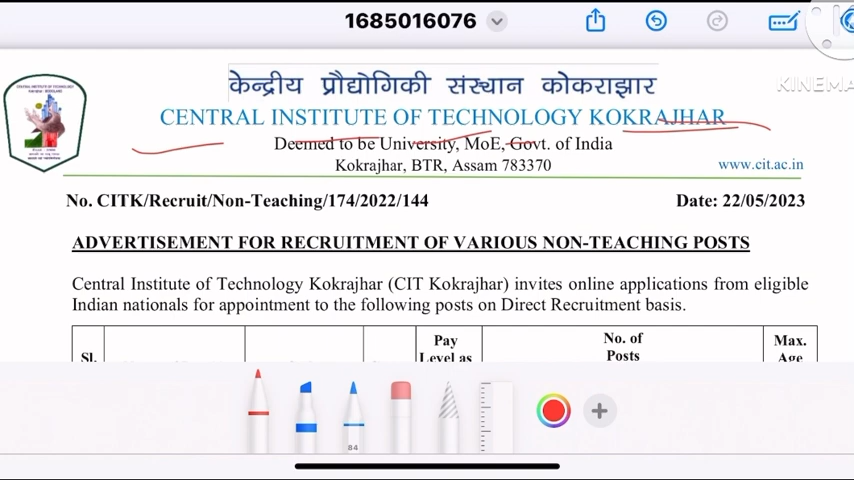 1685016076
KINEMA
केन्द्रीय प्रौद्योगिकी संस्थान कोकराझार
CENTRAL INSTITUTE OF TECHNOLOGY KOKRAJHAR
Deemed to be University, MoE, Govt. of India
Kokrajhar, BTR, Assam 783370
www.cit.ac.in
No. CITK/Recruit/Non-Teaching/174/2022/144
Date: 22/05/2023
ADVERTISEMENT FOR RECRUITMENT OF VARIOUS NON-TEACHING POSTS
Central Institute of Technology Kokrajhar (CIT Kokrajhar) invites online applications from eligible
Indian nationals for appointment to the following posts on Direct Recruitment basis.
Sl.
Pay
Level as
No. of
Posts
Max.
Age
84